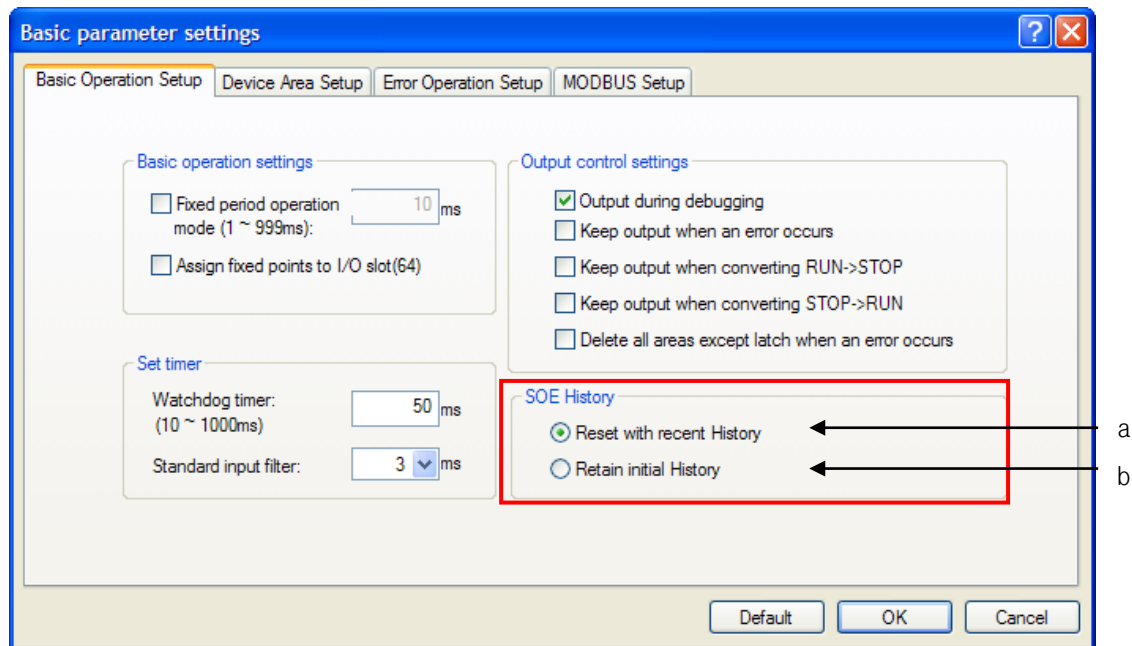 Basic parameter settings
Basic Operation Setup
Device Area Setup
Error Operation Setup
MODBUS Setup
Basic operation settings
Fixed period operation
mode (1 ~ 999ms):
10 ms
Assign fixed points to I/O slot(64)
Output control settings
Output during debugging
Keep output when an error occurs
Keep output when converting RUN->STOP
Keep output when converting STOP->RUN
Delete all areas except latch when an error occurs
Set timer
Watchdog timer:
(10 ~ 1000ms)
50 ms
Standard input filter:
3 ms
SOE History
Reset with recent History
a
Retain initial History
b
Default
OK
Cancel